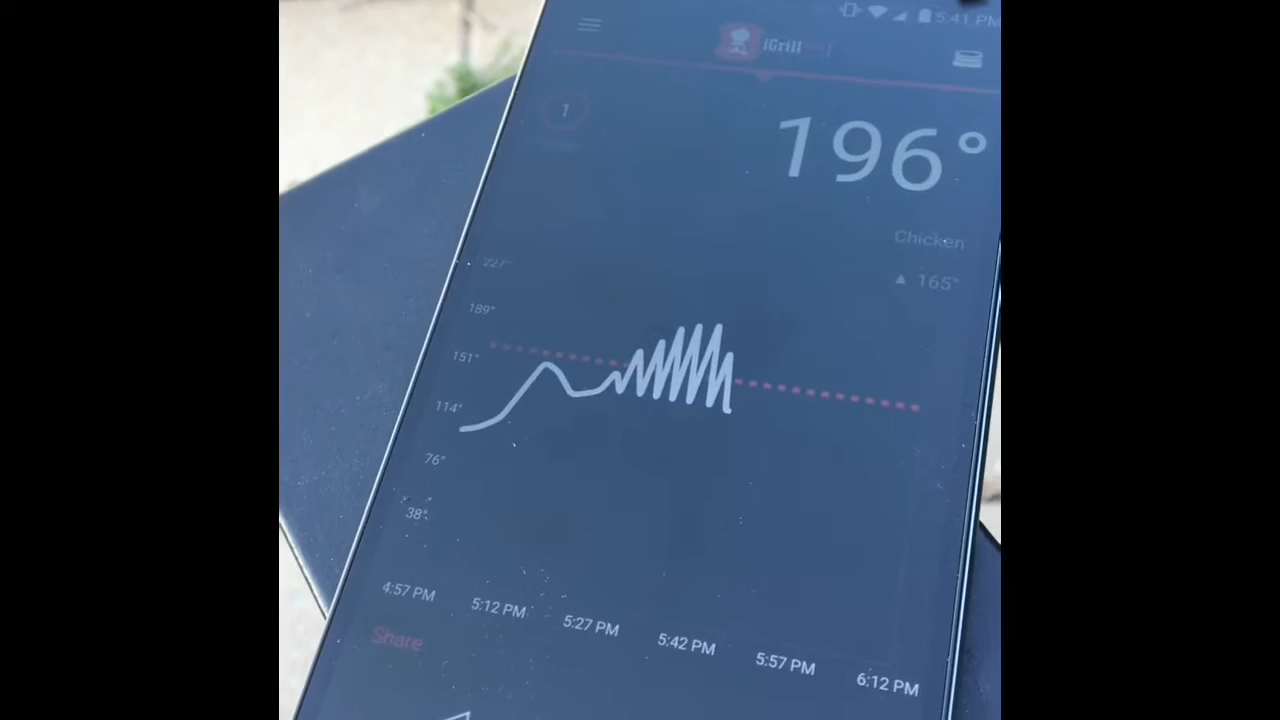 5:41 PM
iGrill
1
196°
Chicken
▲ 165°
227°
189°
151°
114°
76°
38°
4:57 PM
5:12 PM
5:27 PM
5:42 PM
5:57 PM
6:12 PM
Share